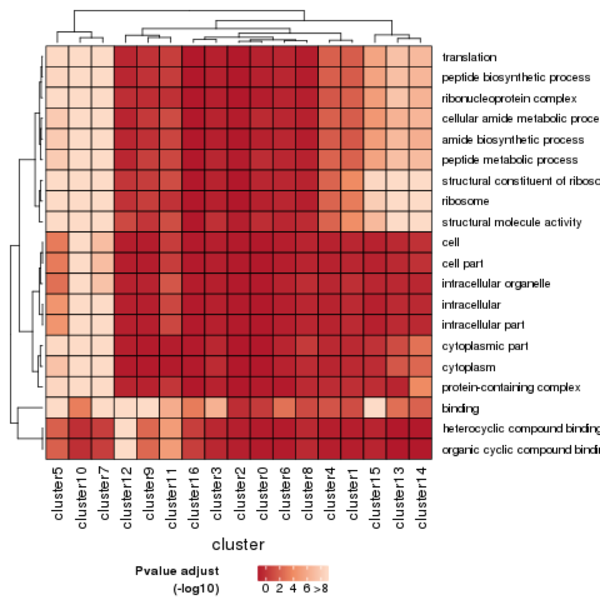 translation
peptide biosynthetic process
ribonucleoprotein complex
cellular amide metabolic proce
amide biosynthetic process
peptide metabolic process
structural constituent of riboso
ribosome
structural molecule activity
cell
cell part
intracellular organelle
intracellular
intracellular part
cytoplasmic part
cytoplasm
protein-containing complex
binding
heterocyclic compound binding
organic cyclic compound bindi
cluster5
cluster10
cluster7
cluster12
cluster9
cluster11
cluster16
cluster3
cluster2
cluster0
cluster6
cluster8
cluster4
cluster1
cluster15
cluster13
cluster14
cluster
Pvalue adjust
(-log10)
0 2 4 6 >8